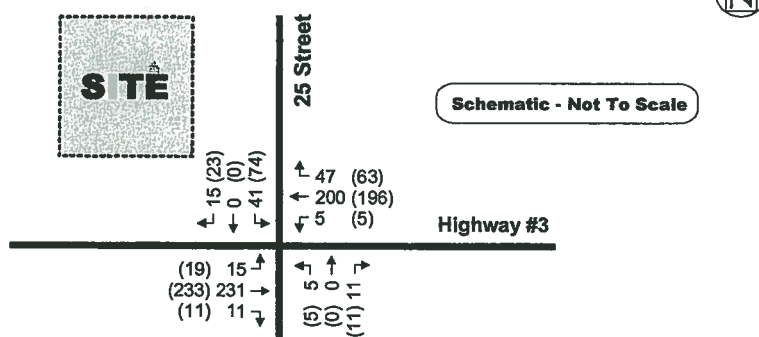 SITE
25 Street
Schematic - Not To Scale
15 (23)
0 (0)
41 (74)
47 (63)
200 (196)
5 (5)
Highway #3
(19) 15
(233) 231
(11) 11
(5) 5
(0) 0
(11) 11
N